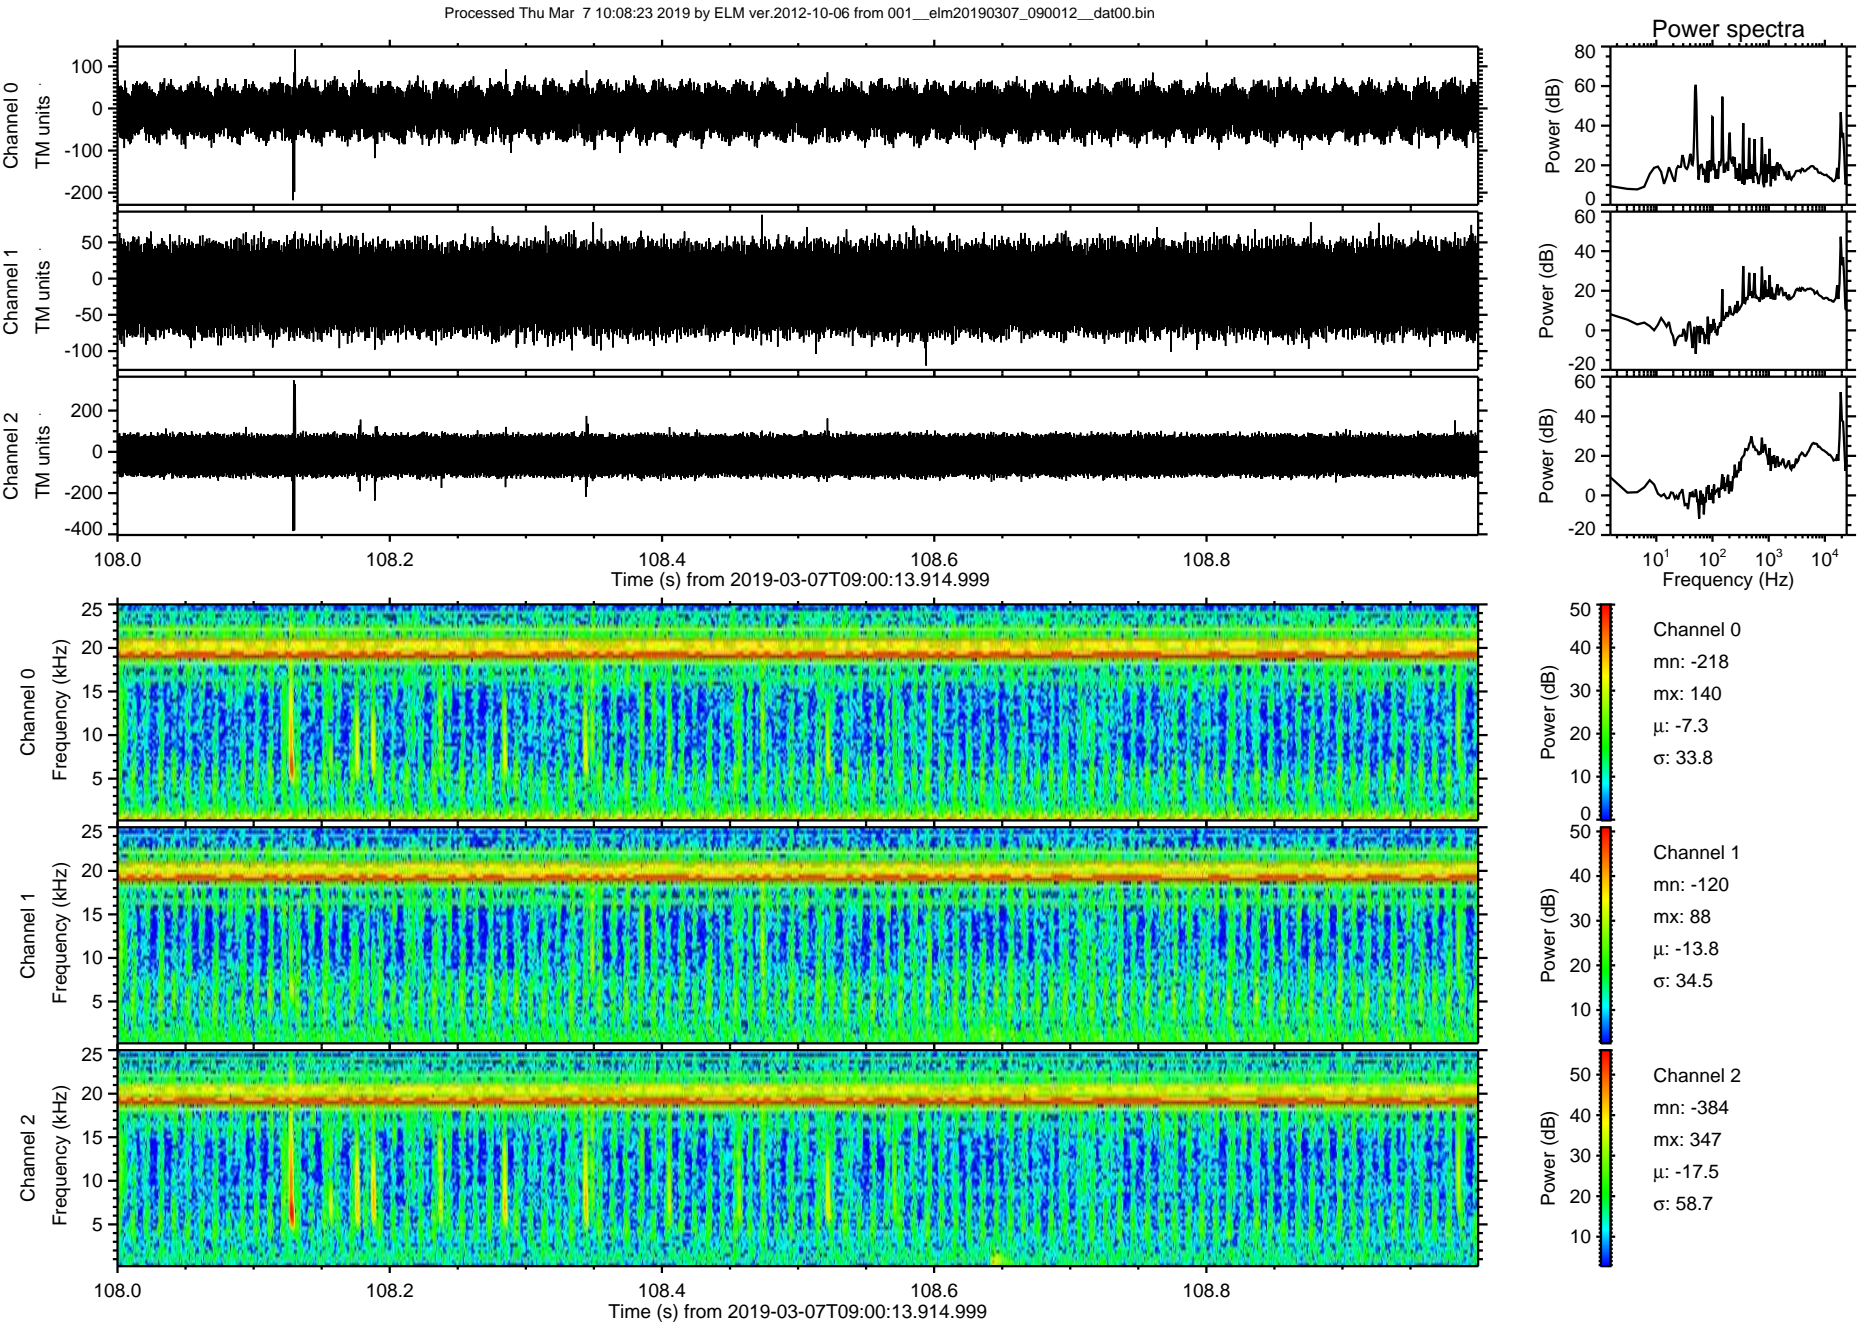 Processed Thu Mar  7 10:08:23 2019 by ELM ver.2012-10-06 from 001__elm20190307_090012__dat00.bin
Power spectra
Channel 0
TM units
100
0
-100
-200
Power (dB)
80
60
40
20
0
Channel 1
TM units
50
0
-50
-100
Power (dB)
60
40
20
0
-20
Channel 2
TM units
200
0
-200
-400
Power (dB)
60
40
20
0
-20
108.0 108.2 108.4 108.6 108.8
Time (s) from 2019-03-07T09:00:13.914.999
10^1 10^2 10^3 10^4
Frequency (Hz)
Channel 0
Frequency (kHz)
25
20
15
10
5
Power (dB)
50
40
30
20
10
0
Channel 0
mn: -218
mx: 140
μ: -7.3
σ: 33.8
Channel 1
Frequency (kHz)
25
20
15
10
5
Power (dB)
50
40
30
20
10
Channel 1
mn: -120
mx: 88
μ: -13.8
σ: 34.5
Channel 2
Frequency (kHz)
25
20
15
10
5
Power (dB)
50
40
30
20
10
Channel 2
mn: -384
mx: 347
μ: -17.5
σ: 58.7
108.0 108.2 108.4 108.6 108.8
Time (s) from 2019-03-07T09:00:13.914.999